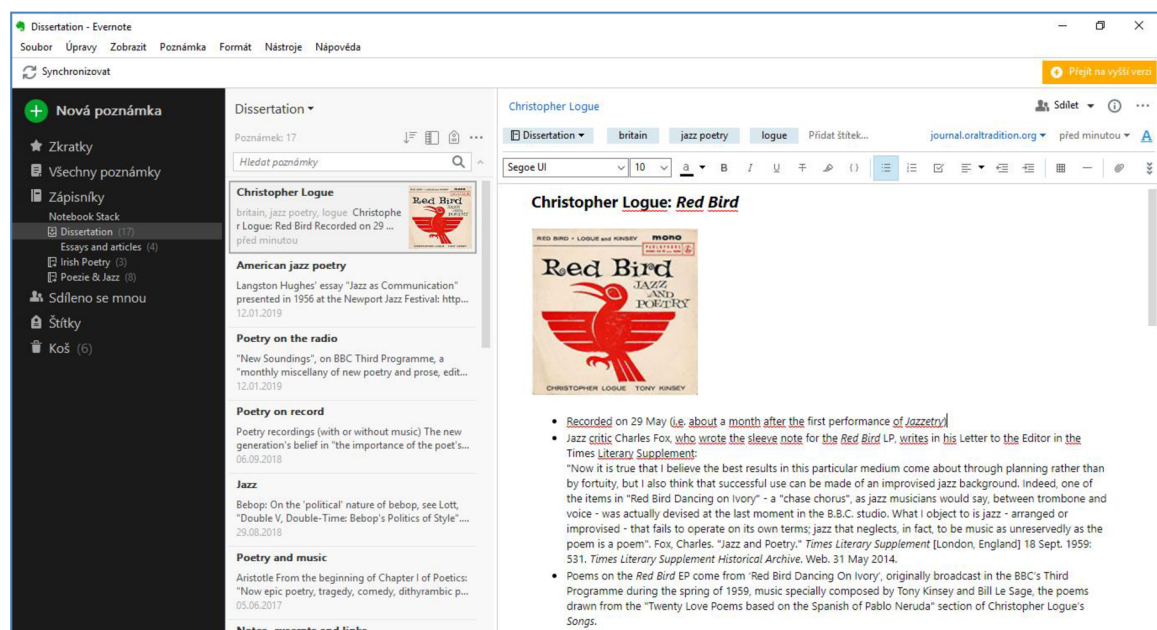 Dissertation - Evernote
Soubor Úpravy Zobrazit Poznámka Formát Nástroje Nápověda
Synchronizovat
Přejít na vyšší verzi
Nová poznámka
Zkratky
Všechny poznámky
Zápisníky
Notebook Stack
Dissertation (17)
Essays and articles (4)
Irish Poetry (3)
Poezie & Jazz (8)
Sdíleno se mnou
Štítky
Koš (6)
Dissertation
Poznámek: 17
Hledat poznámky
Christopher Logue
britain, jazz poetry, logue Christophe
r Logue: Red Bird Recorded on 29 ...
před minutou
Red Bird
American jazz poetry
Langston Hughes' essay "Jazz as Communication"
presented in 1956 at the Newport Jazz Festival: http...
12.01.2019
Poetry on the radio
"New Soundings", on BBC Third Programme, a
"monthly miscellany of new poetry and prose, edit...
12.01.2019
Poetry on record
Poetry recordings (with or without music) The new
generation's belief in "the importance of the poet's...
06.09.2018
Jazz
Bebop: On the 'political' nature of bebop, see Lott,
"Double V, Double-Time: Bebop's Politics of Style"....
29.08.2018
Poetry and music
Aristotle From the beginning of Chapter I of Poetics:
"Now epic poetry, tragedy, comedy, dithyrambic p...
05.06.2017
Notes, excerpts and links
Christopher Logue
Sdílet
Dissertation britain jazz poetry logue Přidat štítek... journal.oraltradition.org před minutou A
Segoe UI 10 a B I U T
Christopher Logue: Red Bird
RED BIRD • LOGUE and KINSEY mono
PARLOPHONE
Red Bird
JAZZ
AND
POETRY
CHRISTOPHER LOGUE TONY KINSEY
• Recorded on 29 May (i.e. about a month after the first performance of Jazzetry)
• Jazz critic Charles Fox, who wrote the sleeve note for the Red Bird LP, writes in his Letter to the Editor in the
Times Literary Supplement:
"Now it is true that I believe the best results in this particular medium come about through planning rather than
by fortuity, but I also think that successful use can be made of an improvised jazz background. Indeed, one of
the items in "Red Bird Dancing on Ivory" - a "chase chorus", as jazz musicians would say, between trombone and
voice - was actually devised at the last moment in the B.B.C. studio. What I object to is jazz - arranged or
improvised - that fails to operate on its own terms; jazz that neglects, in fact, to be music as unreservedly as the
poem is a poem". Fox, Charles. "Jazz and Poetry." Times Literary Supplement [London, England] 18 Sept. 1959:
531. Times Literary Supplement Historical Archive. Web. 31 May 2014.
• Poems on the Red Bird EP come from 'Red Bird Dancing On Ivory', originally broadcast in the BBC's Third
Programme during the spring of 1959, music specially composed by Tony Kinsey and Bill Le Sage, the poems
drawn from the "Twenty Love Poems based on the Spanish of Pablo Neruda" section of Christopher Logue's
Songs.